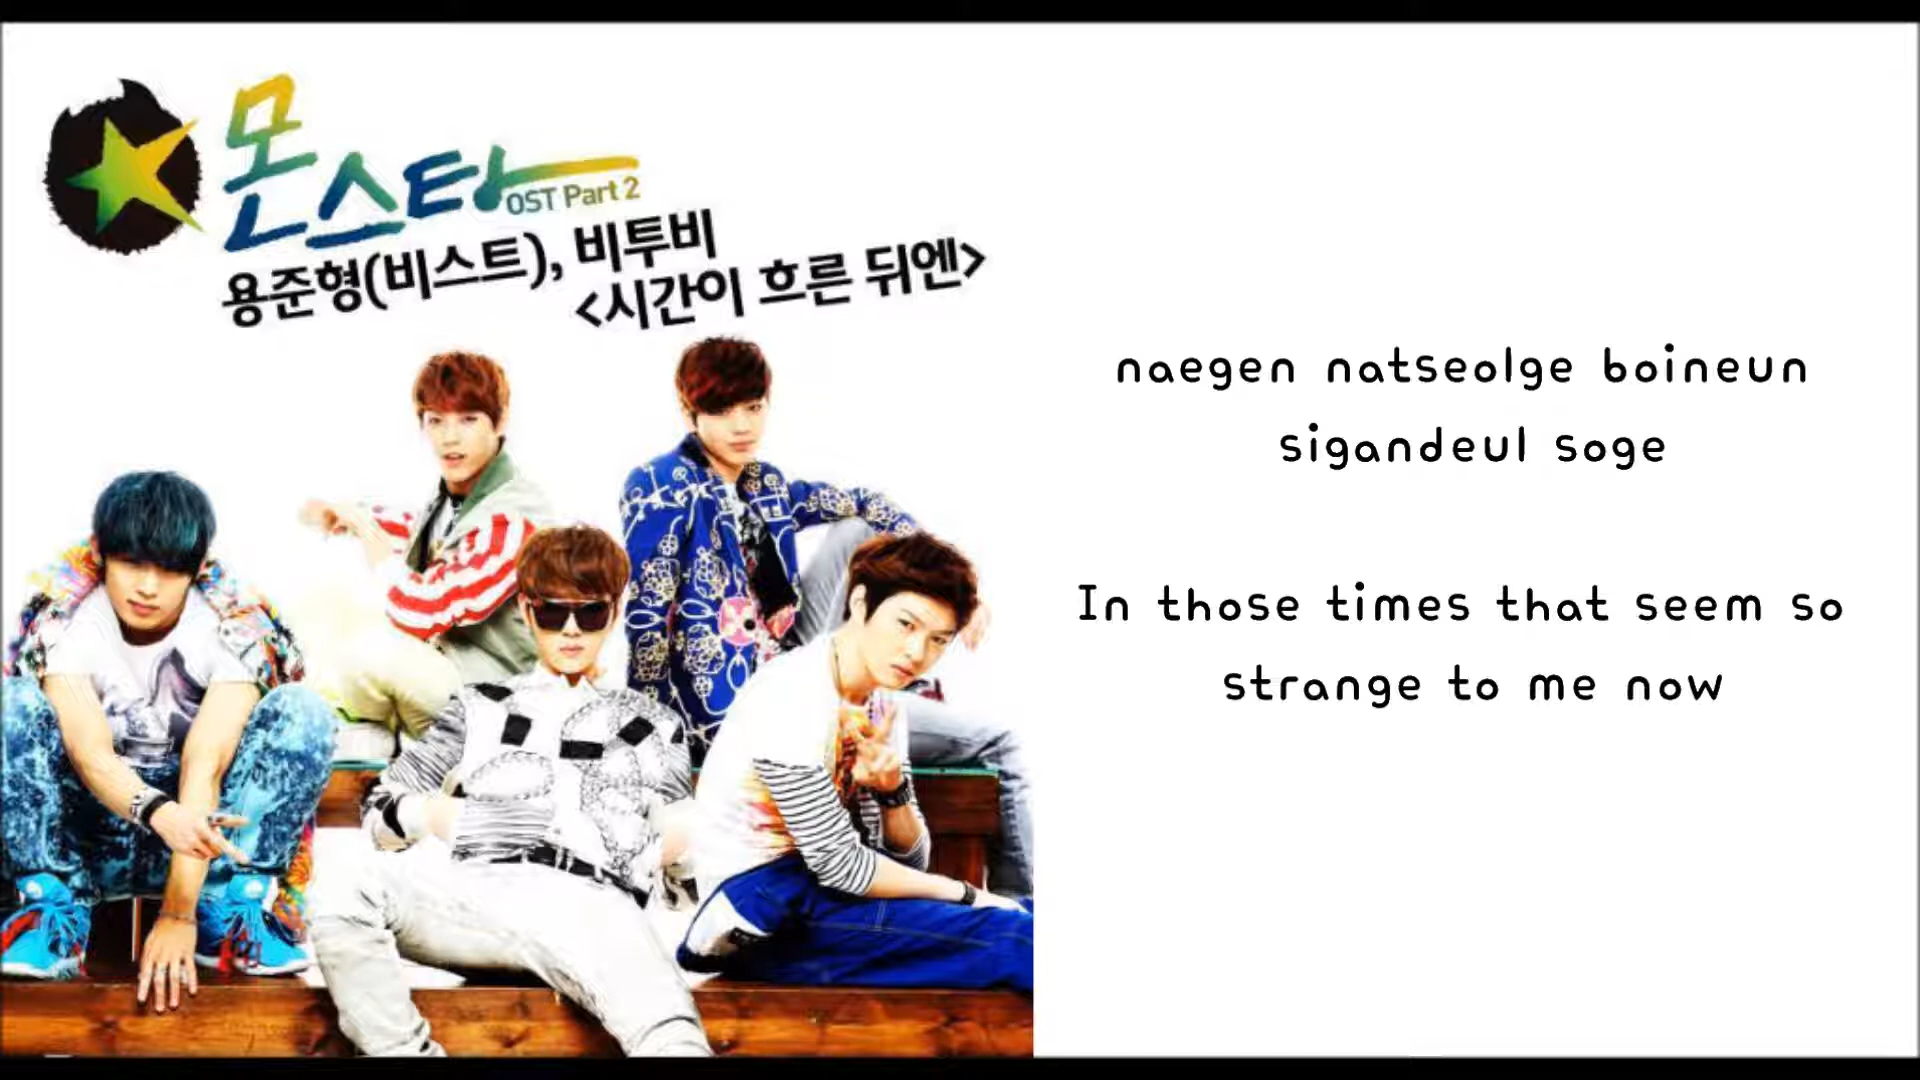 몬스타
OST Part 2
용준형(비스트), 비투비
<시간이 흐른 뒤엔>
naegen natseolge boineun
sigandeul soge
In those times that seem so
strange to me now